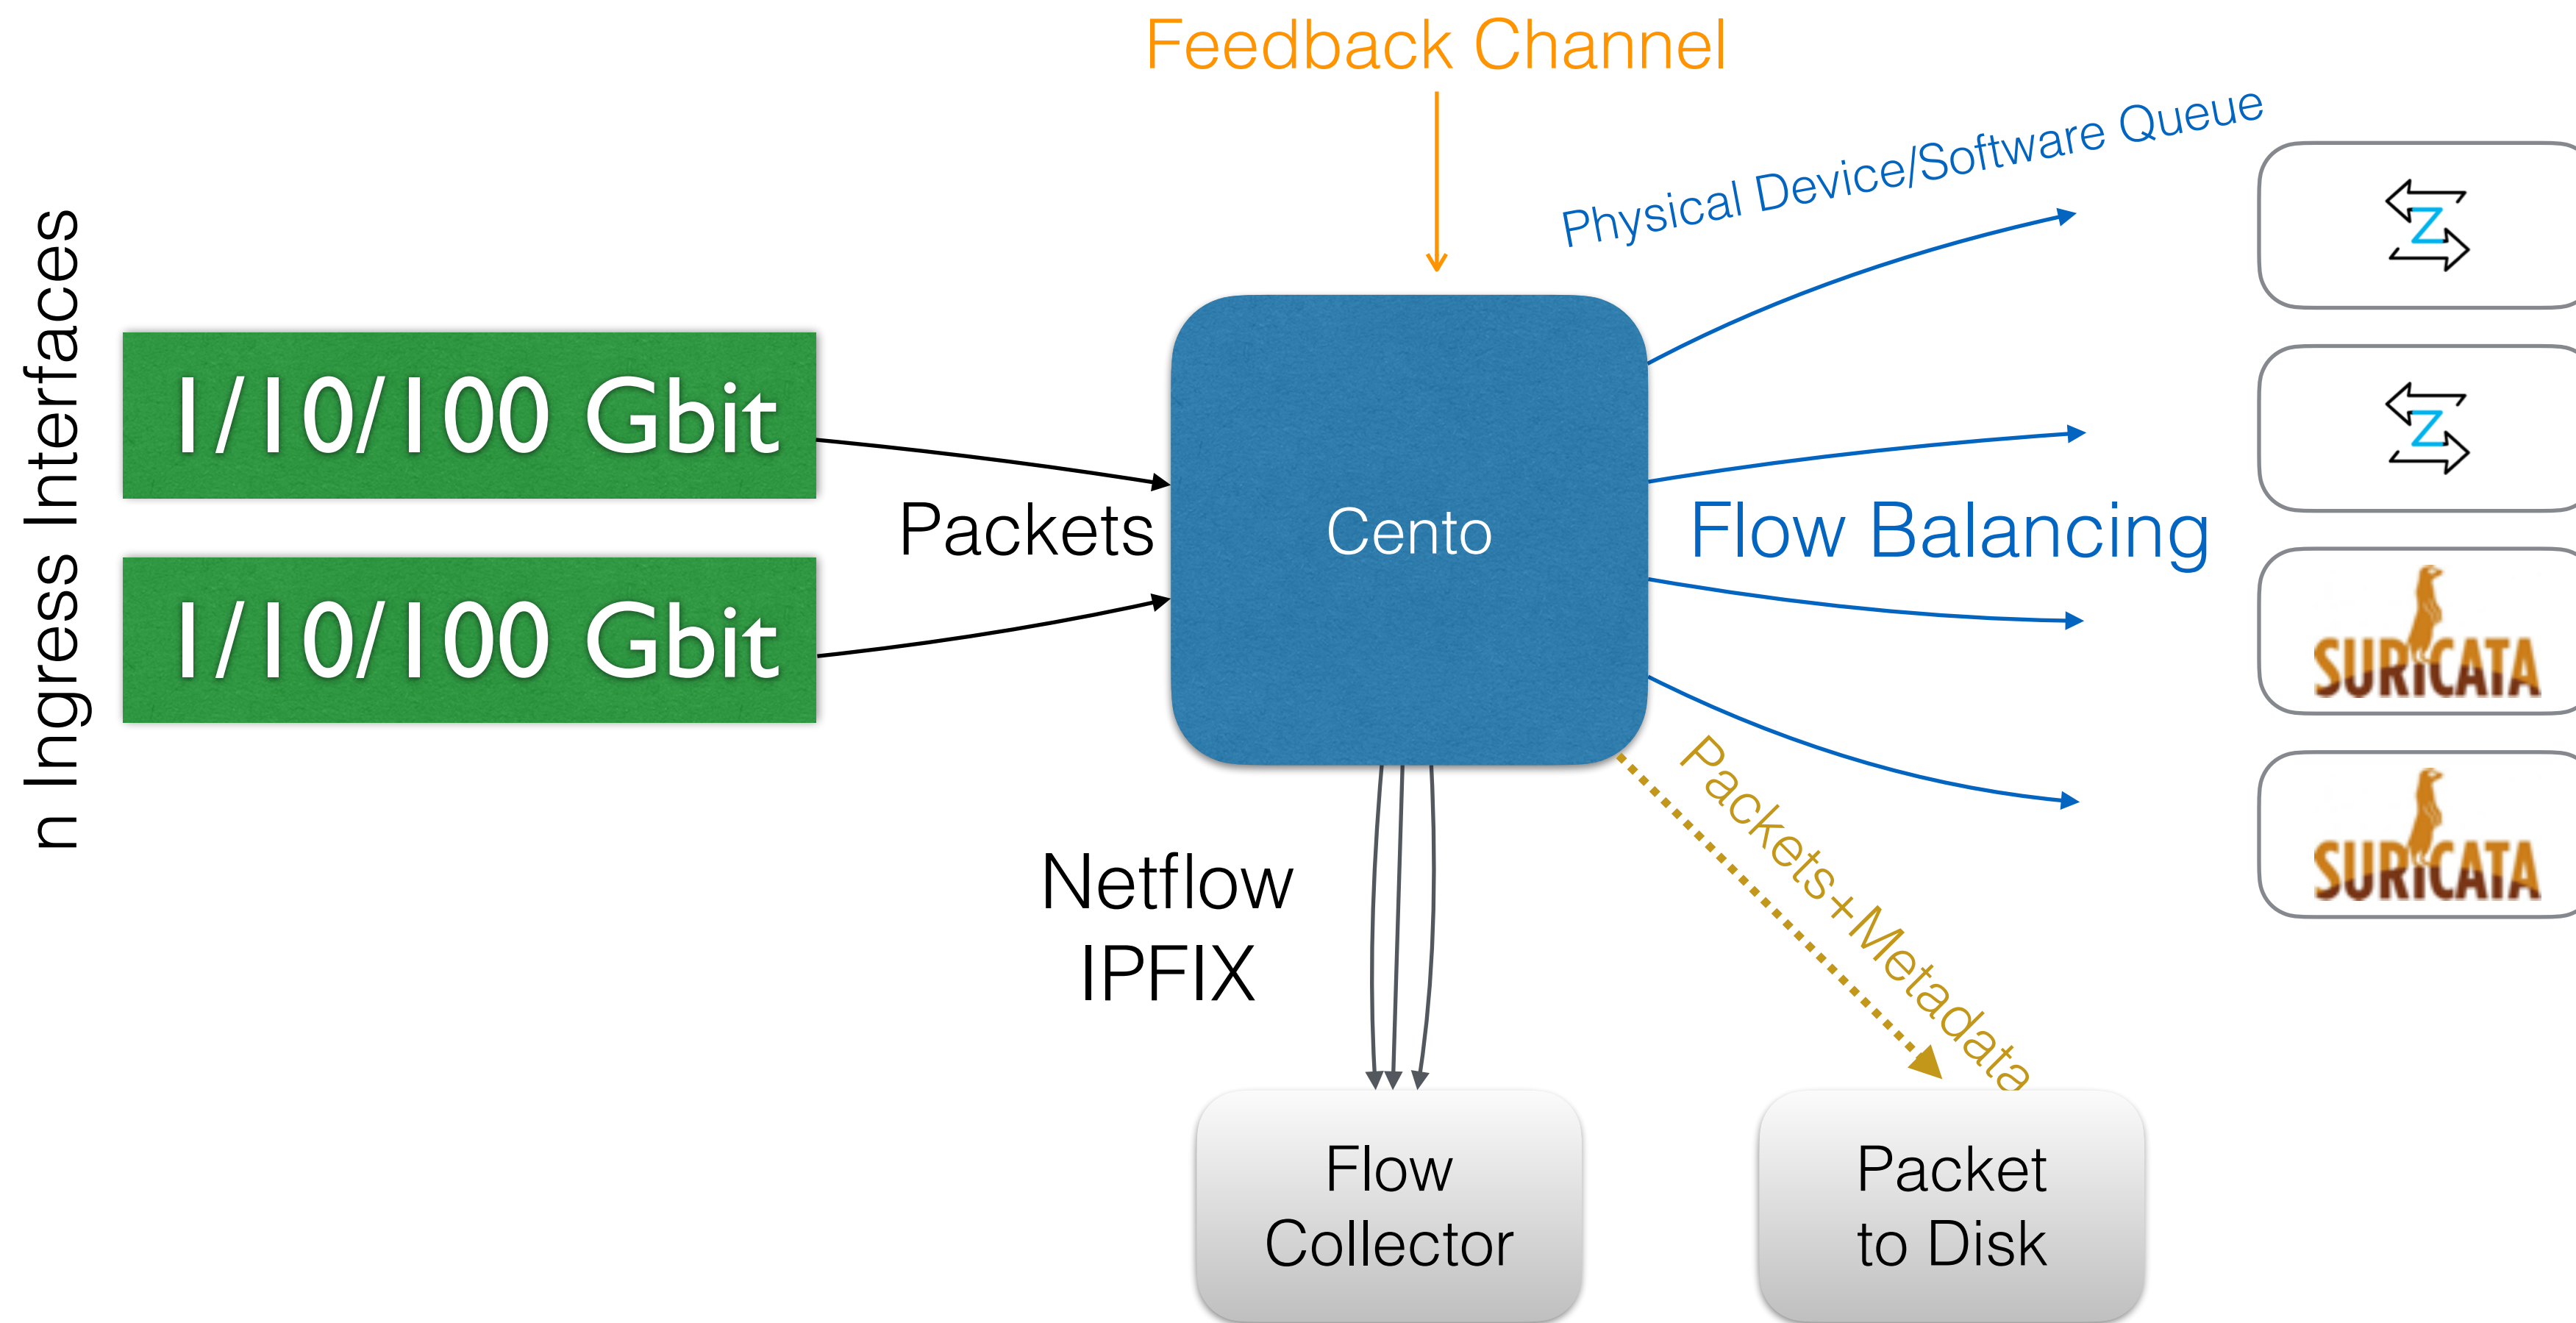 Feedback Channel
Physical Device/Software Queue
n Ingress Interfaces
1/10/100 Gbit
1/10/100 Gbit
Packets
Cento
Flow Balancing
Z
Z
SURICATA
SURICATA
Netflow
IPFIX
Packets+Metadata
Flow
Collector
Packet
to Disk